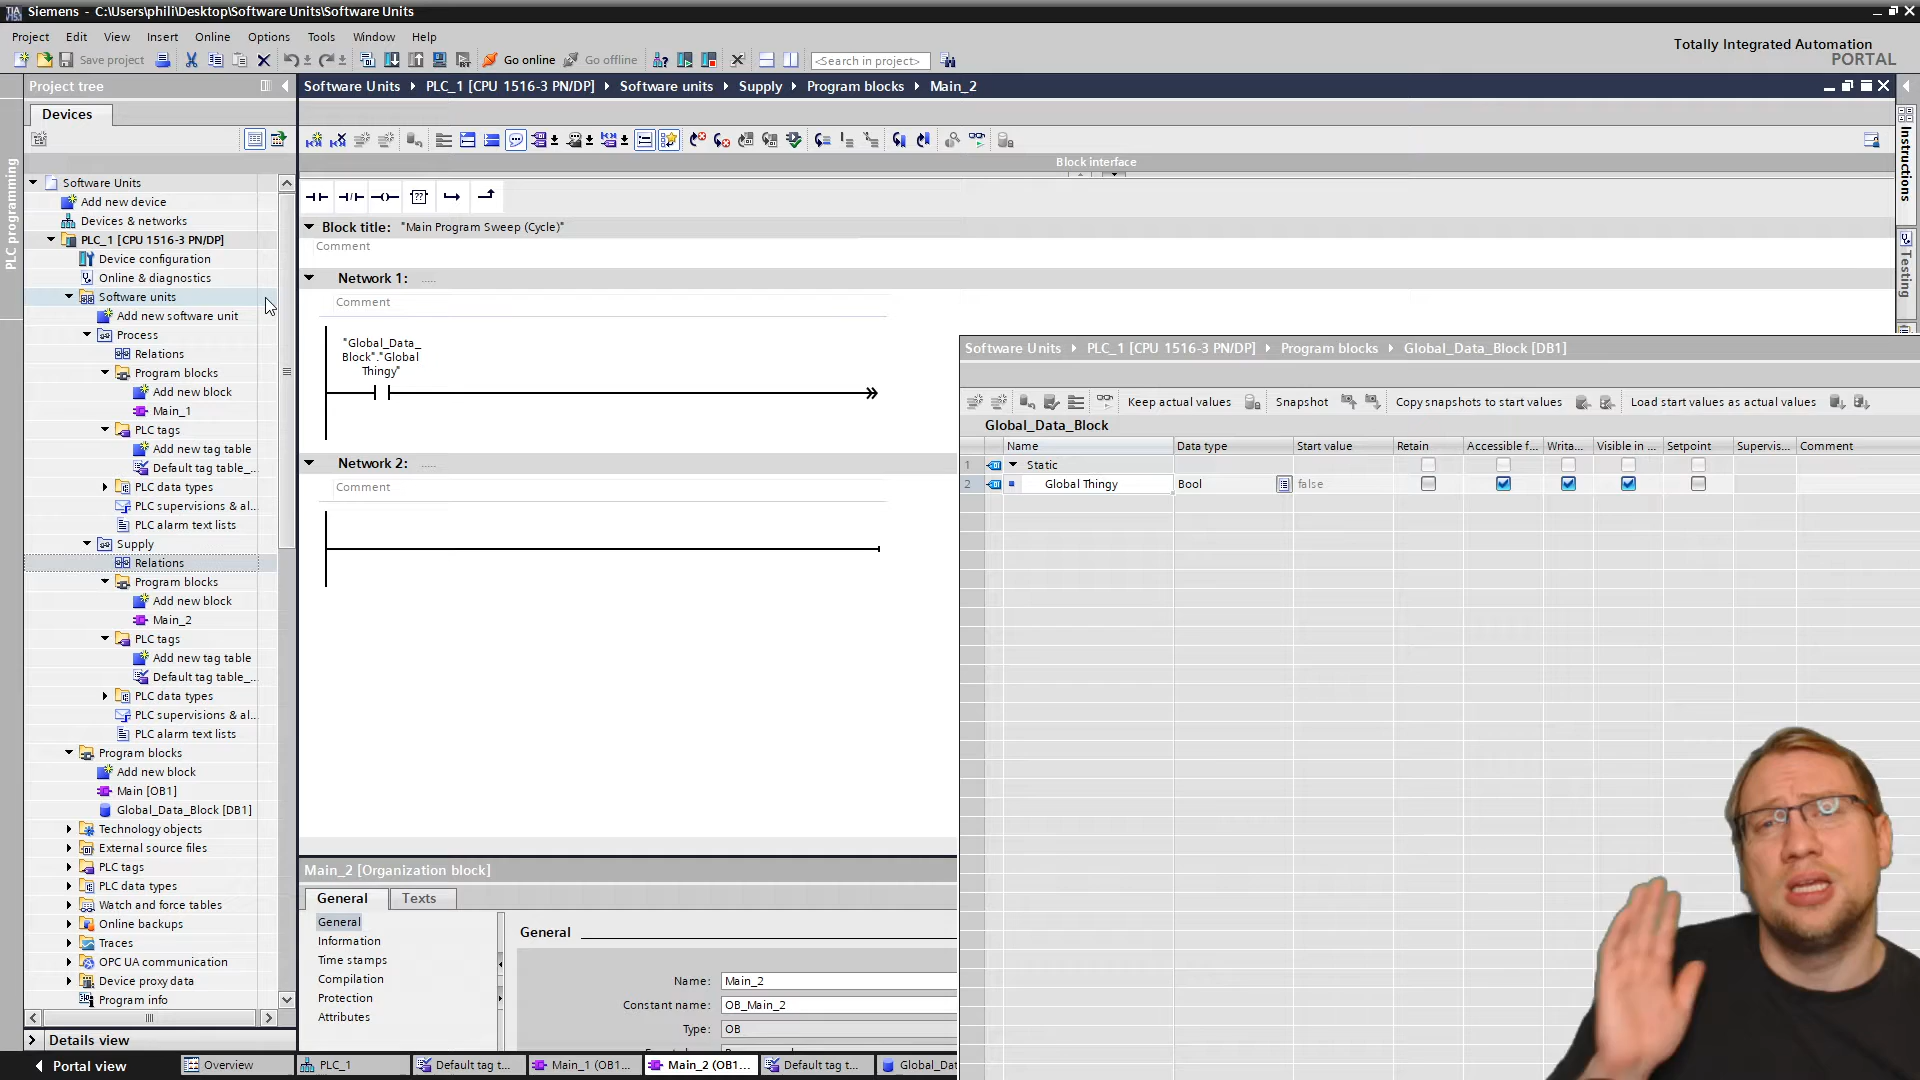 Siemens - C:\Users\phili\Desktop\Software Units\Software Units
Project Edit View Insert Online Options Tools Window Help
Save project
Go online
Go offline
<Search in project>
Totally Integrated Automation
PORTAL
Project tree
Software Units PLC_1 [CPU 1516-3 PN/DP] Software units Supply Program blocks Main_2
Devices
PLC programming
Software Units
Add new device
Devices & networks
PLC_1 [CPU 1516-3 PN/DP]
Device configuration
Online & diagnostics
Software units
Add new software unit
Process
Relations
Program blocks
Add new block
Main_1
PLC tags
Add new tag table
Default tag table_...
PLC data types
PLC supervisions & al...
PLC alarm text lists
Supply
Relations
Program blocks
Add new block
Main_2
PLC tags
Add new tag table
Default tag table_...
PLC data types
PLC supervisions & al...
PLC alarm text lists
Program blocks
Add new block
Main [OB1]
Global_Data_Block [DB1]
Technology objects
External source files
PLC tags
PLC data types
Watch and force tables
Online backups
Traces
OPC UA communication
Device proxy data
Program info
Details view
Block interface
??
Block title: "Main Program Sweep (Cycle)"
Comment
Network 1: .....
Comment
"Global_Data_
Block"."Global
Thingy"
Network 2: .....
Comment
Main_2 [Organization block]
General Texts
General
Information
Time stamps
Compilation
Protection
Attributes
General
Name: Main_2
Constant name: OB_Main_2
Type: OB
Software Units PLC_1 [CPU 1516-3 PN/DP] Program blocks Global_Data_Block [DB1]
Keep actual values Snapshot Copy snapshots to start values Load start values as actual values
Global_Data_Block
Name Data type Start value Retain Accessible f... Writa... Visible in ... Setpoint Supervis... Comment
1 Static
2 Global Thingy Bool false
Instructions
Testing
Portal view Overview PLC_1 Default tag t... Main_1 (OB1... Main_2 (OB1... Default tag t... Global_Dat